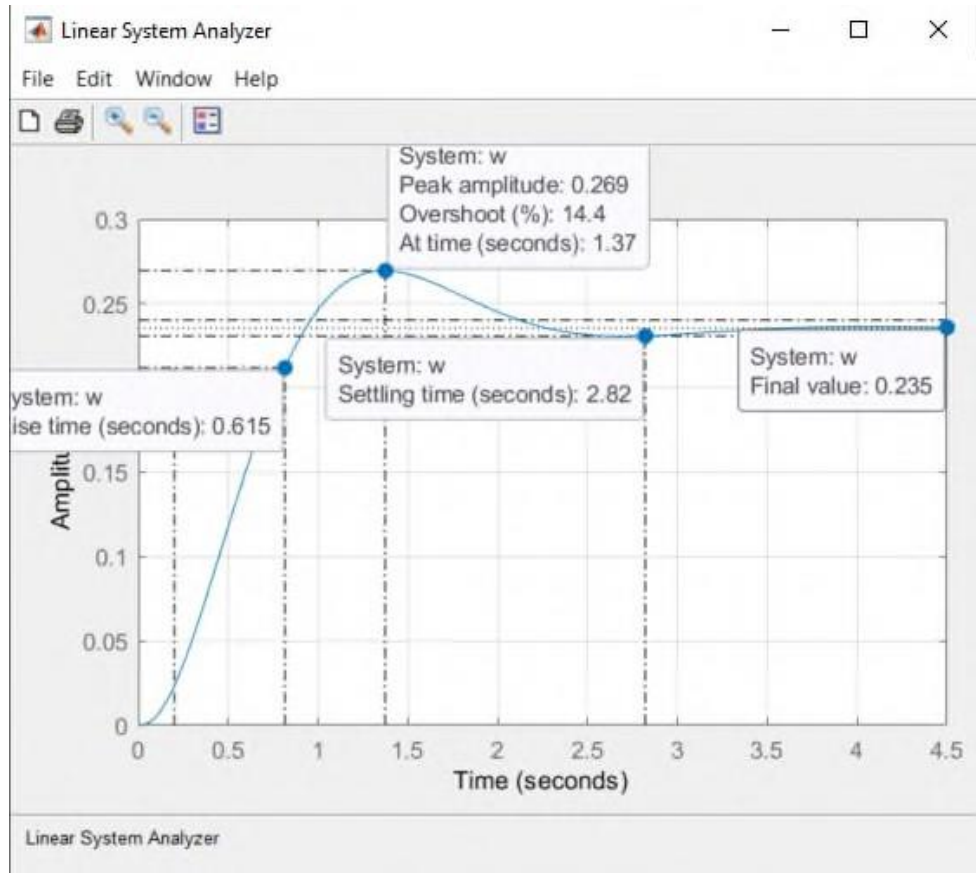 Linear System Analyzer
File Edit Window Help
System: w
Peak amplitude: 0.269
Overshoot (%): 14.4
At time (seconds): 1.37
0.3
0.25
System: w
Settling time (seconds): 2.82
System: w
Final value: 0.235
ystem: w
ise time (seconds): 0.615
0.15
Amplitu
0.1
0.05
0
0 0.5 1 1.5 2 2.5 3 3.5 4 4.5
Time (seconds)
Linear System Analyzer